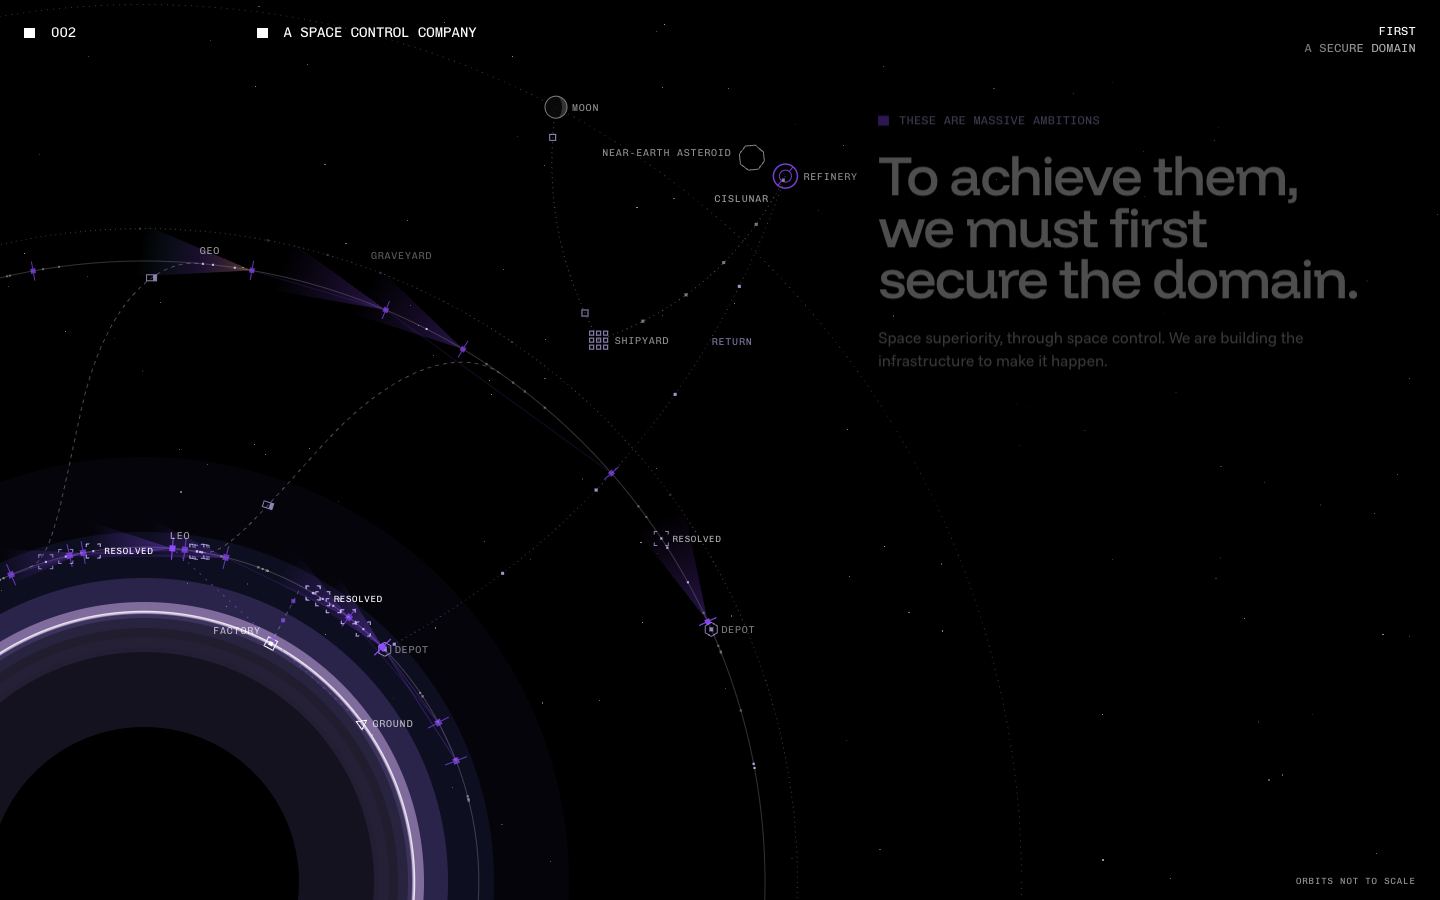 002
A SPACE CONTROL COMPANY
FIRST
A SECURE DOMAIN
MOON
THESE ARE MASSIVE AMBITIONS
NEAR-EARTH ASTEROID
REFINERY
CISLUNAR
To achieve them,
we must first
secure the domain.
GEO
GRAVEYARD
SHIPYARD
RETURN
Space superiority, through space control. We are building the
infrastructure to make it happen.
LEO
RESOLVED
RESOLVED
RESOLVED
FACTORY
DEPOT
DEPOT
GROUND
ORBITS NOT TO SCALE